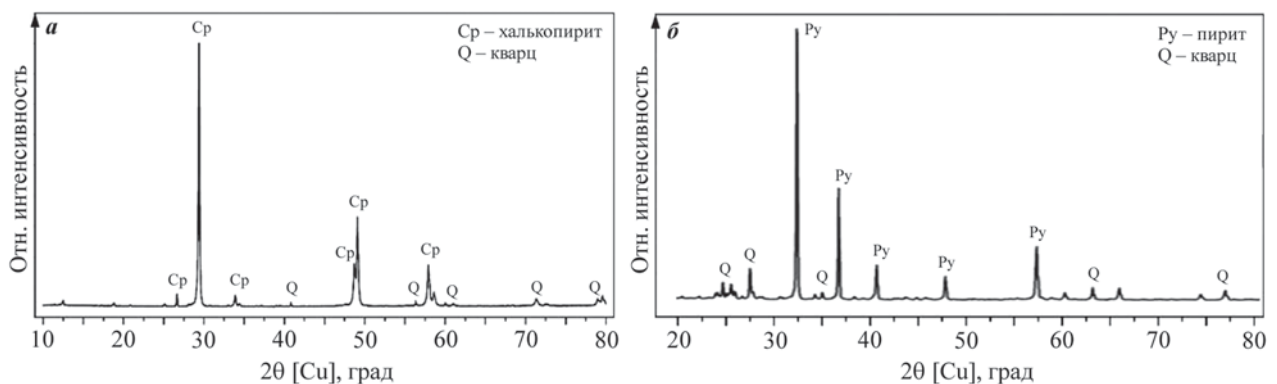 а
Cp – халькопирит
Q – кварц
Отн. интенсивность
Cp
Cp
Cp
Q
Cp
Cp
Q
Cp
Q
Q
Q
10 20 30 40 50 60 70 80
2θ [Cu], град
б
Py – пирит
Q – кварц
Отн. интенсивность
Q
Q
Py
Q
Py
Py
Py
Py
Q
Q
20 30 40 50 60 70 80
2θ [Cu], град